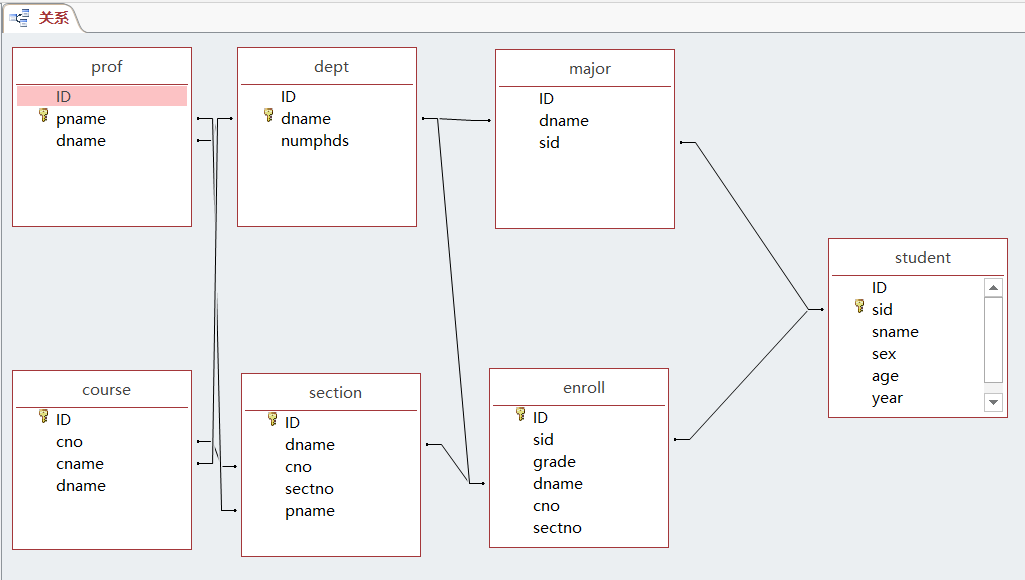 关系
prof
ID
pname
dname
dept
ID
dname
numphds
major
ID
dname
sid
student
ID
sid
sname
sex
age
year
course
ID
cno
cname
dname
section
ID
dname
cno
sectno
pname
enroll
ID
sid
grade
dname
cno
sectno